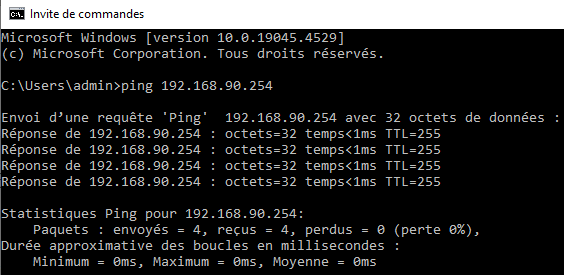 Invite de commandes
Microsoft Windows [version 10.0.19045.4529]
(c) Microsoft Corporation. Tous droits réservés.
C:\Users\admin>ping 192.168.90.254
Envoi d’une requête 'Ping'  192.168.90.254 avec 32 octets de données :
Réponse de 192.168.90.254 : octets=32 temps<1ms TTL=255
Réponse de 192.168.90.254 : octets=32 temps<1ms TTL=255
Réponse de 192.168.90.254 : octets=32 temps<1ms TTL=255
Réponse de 192.168.90.254 : octets=32 temps<1ms TTL=255
Statistiques Ping pour 192.168.90.254:
Paquets : envoyés = 4, reçus = 4, perdus = 0 (perte 0%),
Durée approximative des boucles en millisecondes :
Minimum = 0ms, Maximum = 0ms, Moyenne = 0ms